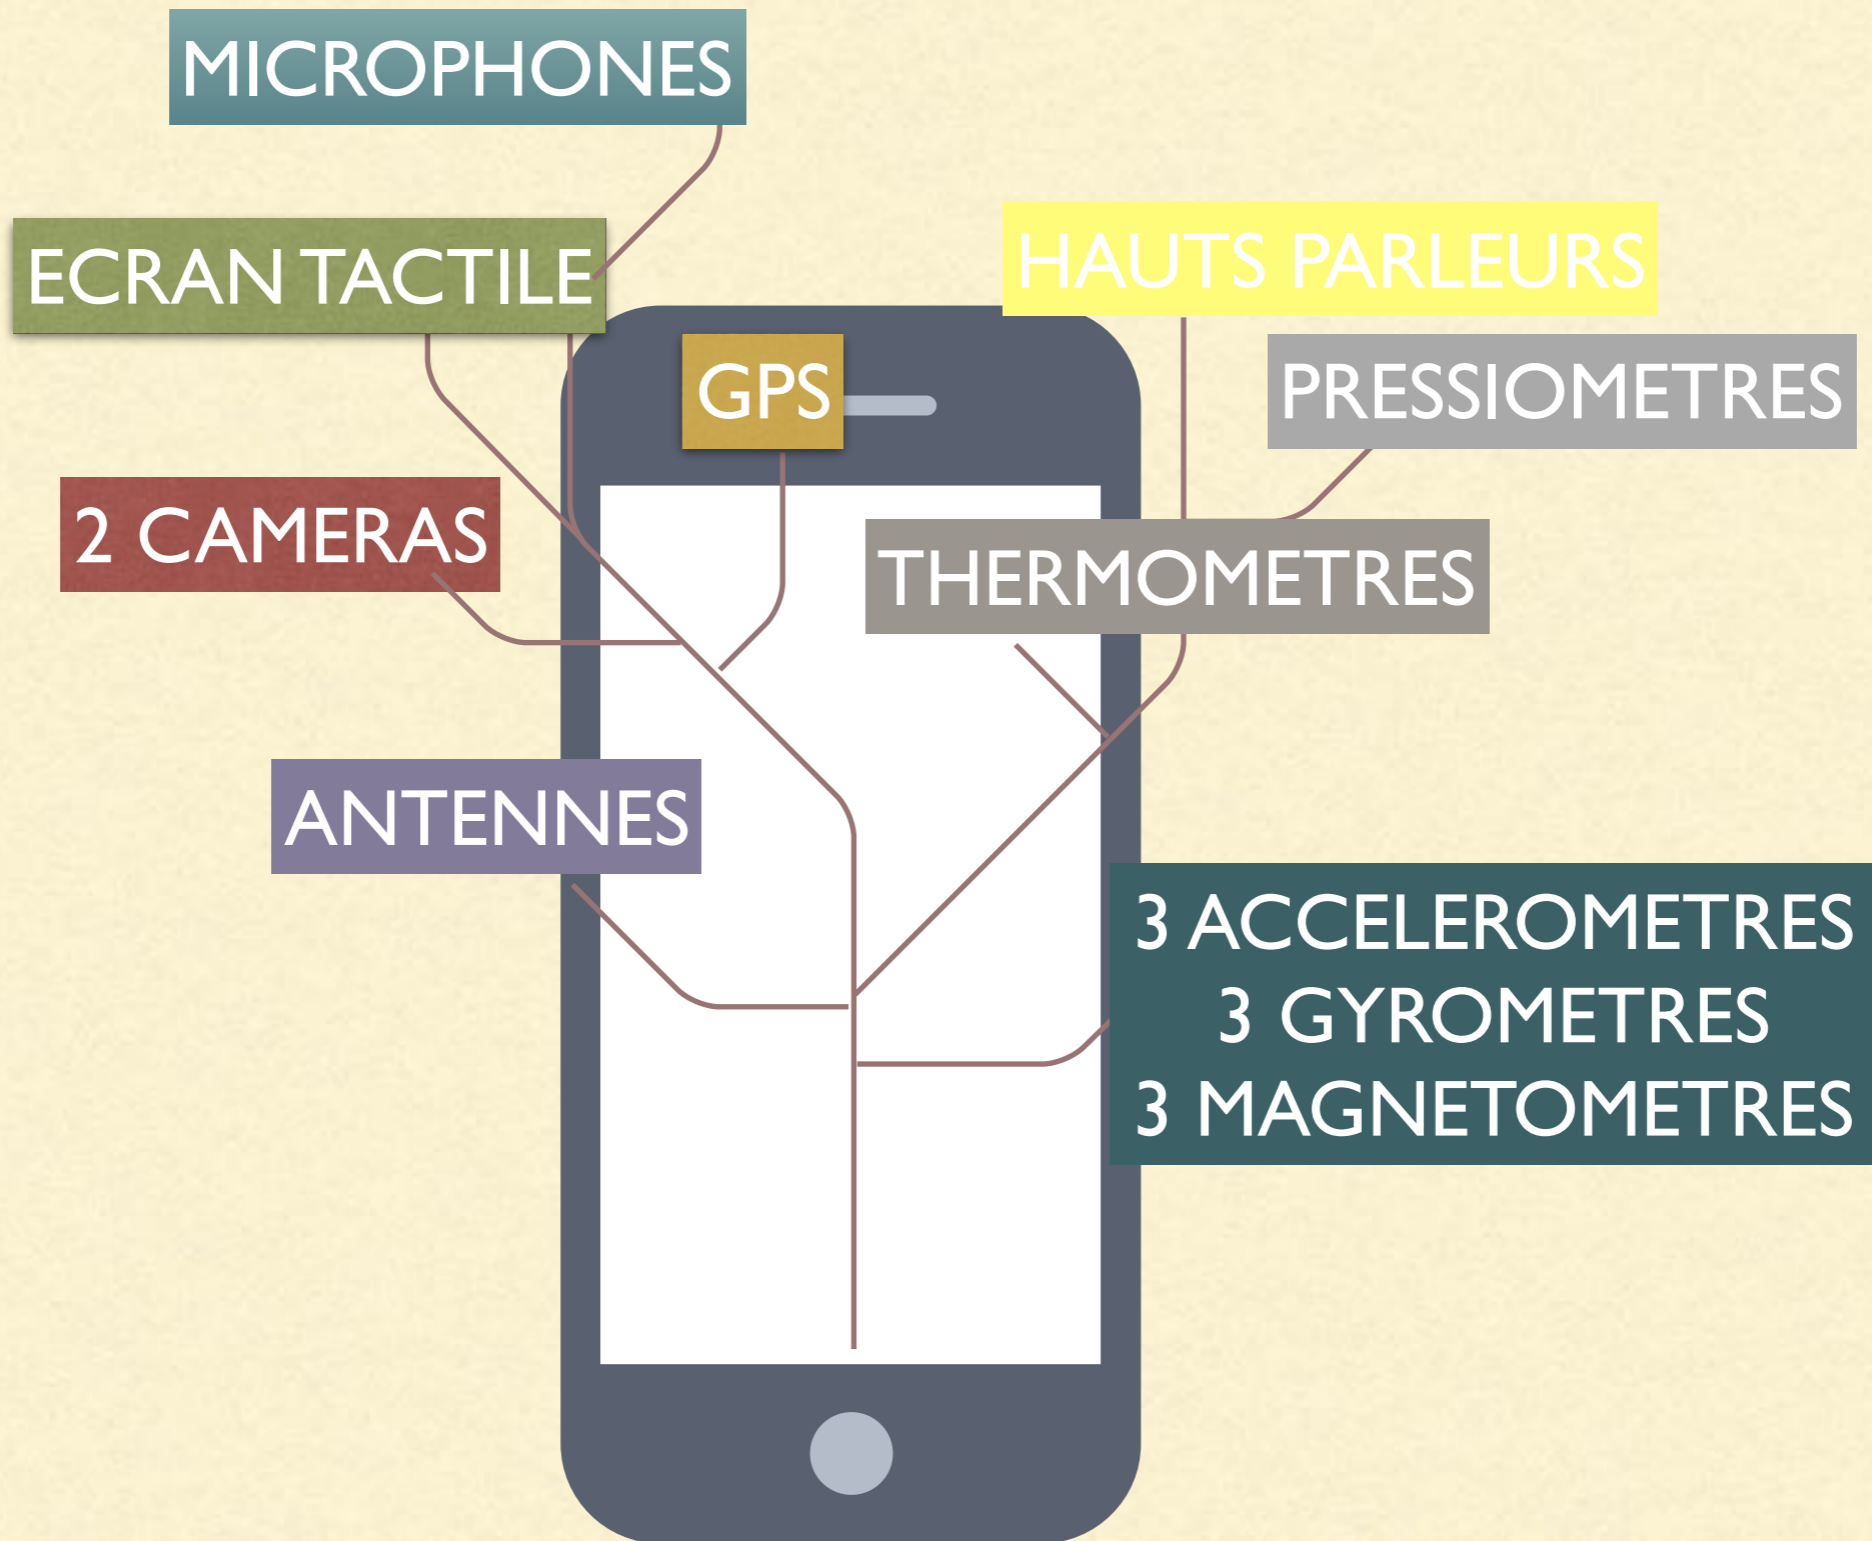 MICROPHONES
ECRAN TACTILE
HAUTS PARLEURS
GPS
PRESSIOMETRES
2 CAMERAS
THERMOMETRES
ANTENNES
3 ACCELEROMETRES
3 GYROMETRES
3 MAGNETOMETRES